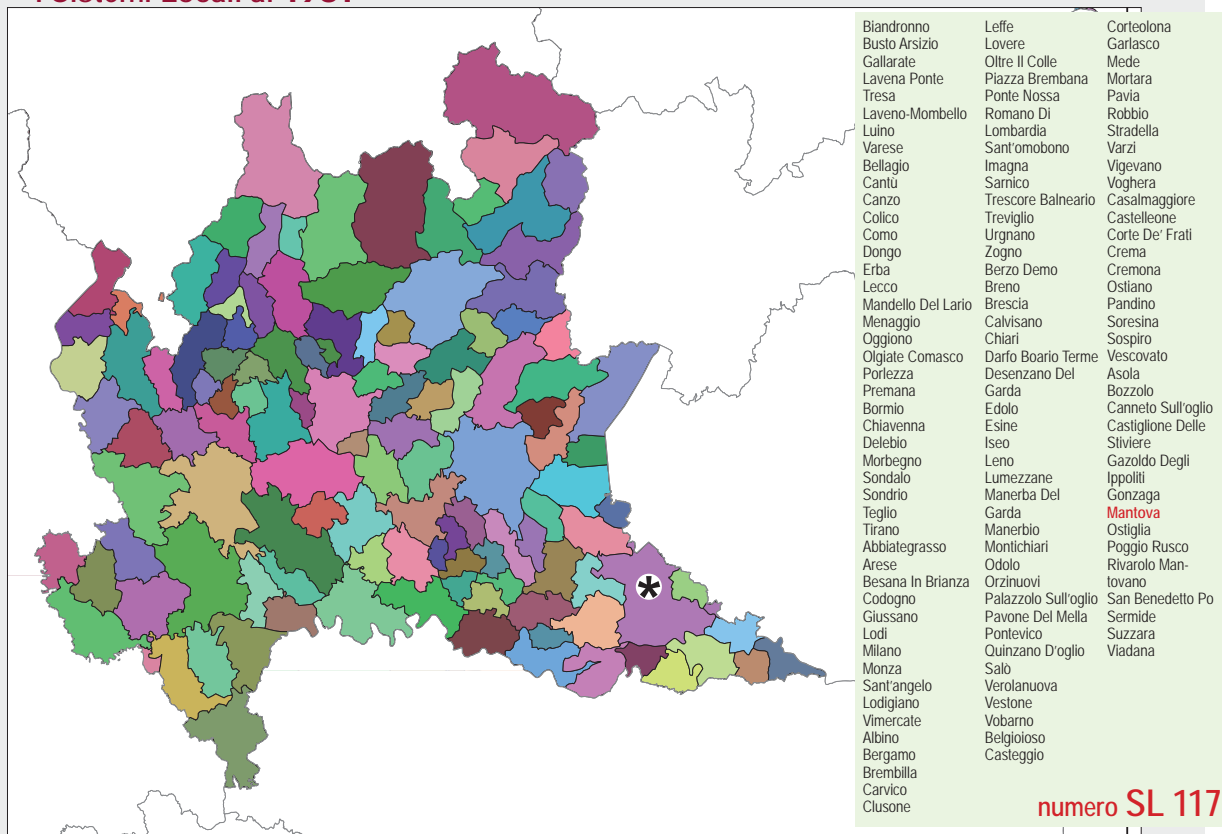 Sistemi Locali
Biandronno
Busto Arsizio
Gallarate
Lavena Ponte
Tresa
Laveno-Mombello
Luino
Varese
Bellagio
Cantù
Canzo
Colico
Como
Dongo
Erba
Lecco
Mandello Del Lario
Menaggio
Oggiono
Olgiate Comasco
Porlezza
Premana
Bormio
Chiavenna
Delebio
Morbegno
Sondalo
Sondrio
Teglio
Tirano
Abbiategrasso
Arese
Besana In Brianza
Codogno
Giussano
Lodi
Milano
Monza
Sant'angelo
Lodigiano
Vimercate
Albino
Bergamo
Brembilla
Carvico
Clusone
Leffe
Lovere
Oltre Il Colle
Piazza Brembana
Ponte Nossa
Romano Di
Lombardia
Sant'omobono
Imagna
Sarnico
Trescore Balneario
Treviglio
Urgnano
Zogno
Berzo Demo
Breno
Brescia
Calvisano
Chiari
Darfo Boario Terme
Desenzano Del
Garda
Edolo
Esine
Iseo
Leno
Lumezzane
Manerba Del
Garda
Manerbio
Montichiari
Odolo
Orzinuovi
Palazzolo Sull'oglio
Pavone Del Mella
Pontevico
Quinzano D'oglio
Salò
Verolanuova
Vestone
Vobarno
Belgioioso
Casteggio
Corteolona
Garlasco
Mede
Mortara
Pavia
Robbio
Stradella
Varzi
Vigevano
Voghera
Casalmaggiore
Castelleone
Corte De' Frati
Crema
Cremona
Ostiano
Pandino
Soresina
Sospiro
Vescovato
Asola
Bozzolo
Canneto Sull'oglio
Castiglione Delle
Stiviere
Gazoldo Degli
Ippoliti
Gonzaga
Mantova
Ostiglia
Poggio Rusco
Rivarolo Man-
tovano
San Benedetto Po
Sermide
Suzzara
Viadana
numero SL 117